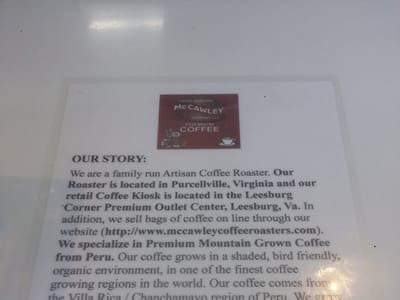 MCCAWLEY
COFFEE
OUR STORY:
We are a family run Artisan Coffee Roaster. Our
Roaster is located in Purcellville, Virginia and our
retail Coffee Kiosk is located in the Leesburg
Corner Premium Outlet Center, Leesburg, Va. In
addition, we sell bags of coffee on line through our
website (http://www.mccawleycoffeeroasters.com).
We specialize in Premium Mountain Grown Coffee
from Peru. Our coffee grows in a shaded, bird friendly,
organic environment, in one of the finest coffee
growing regions in the world. Our coffee comes from
the Villa Rica / Chanchamayo region of Peru. We